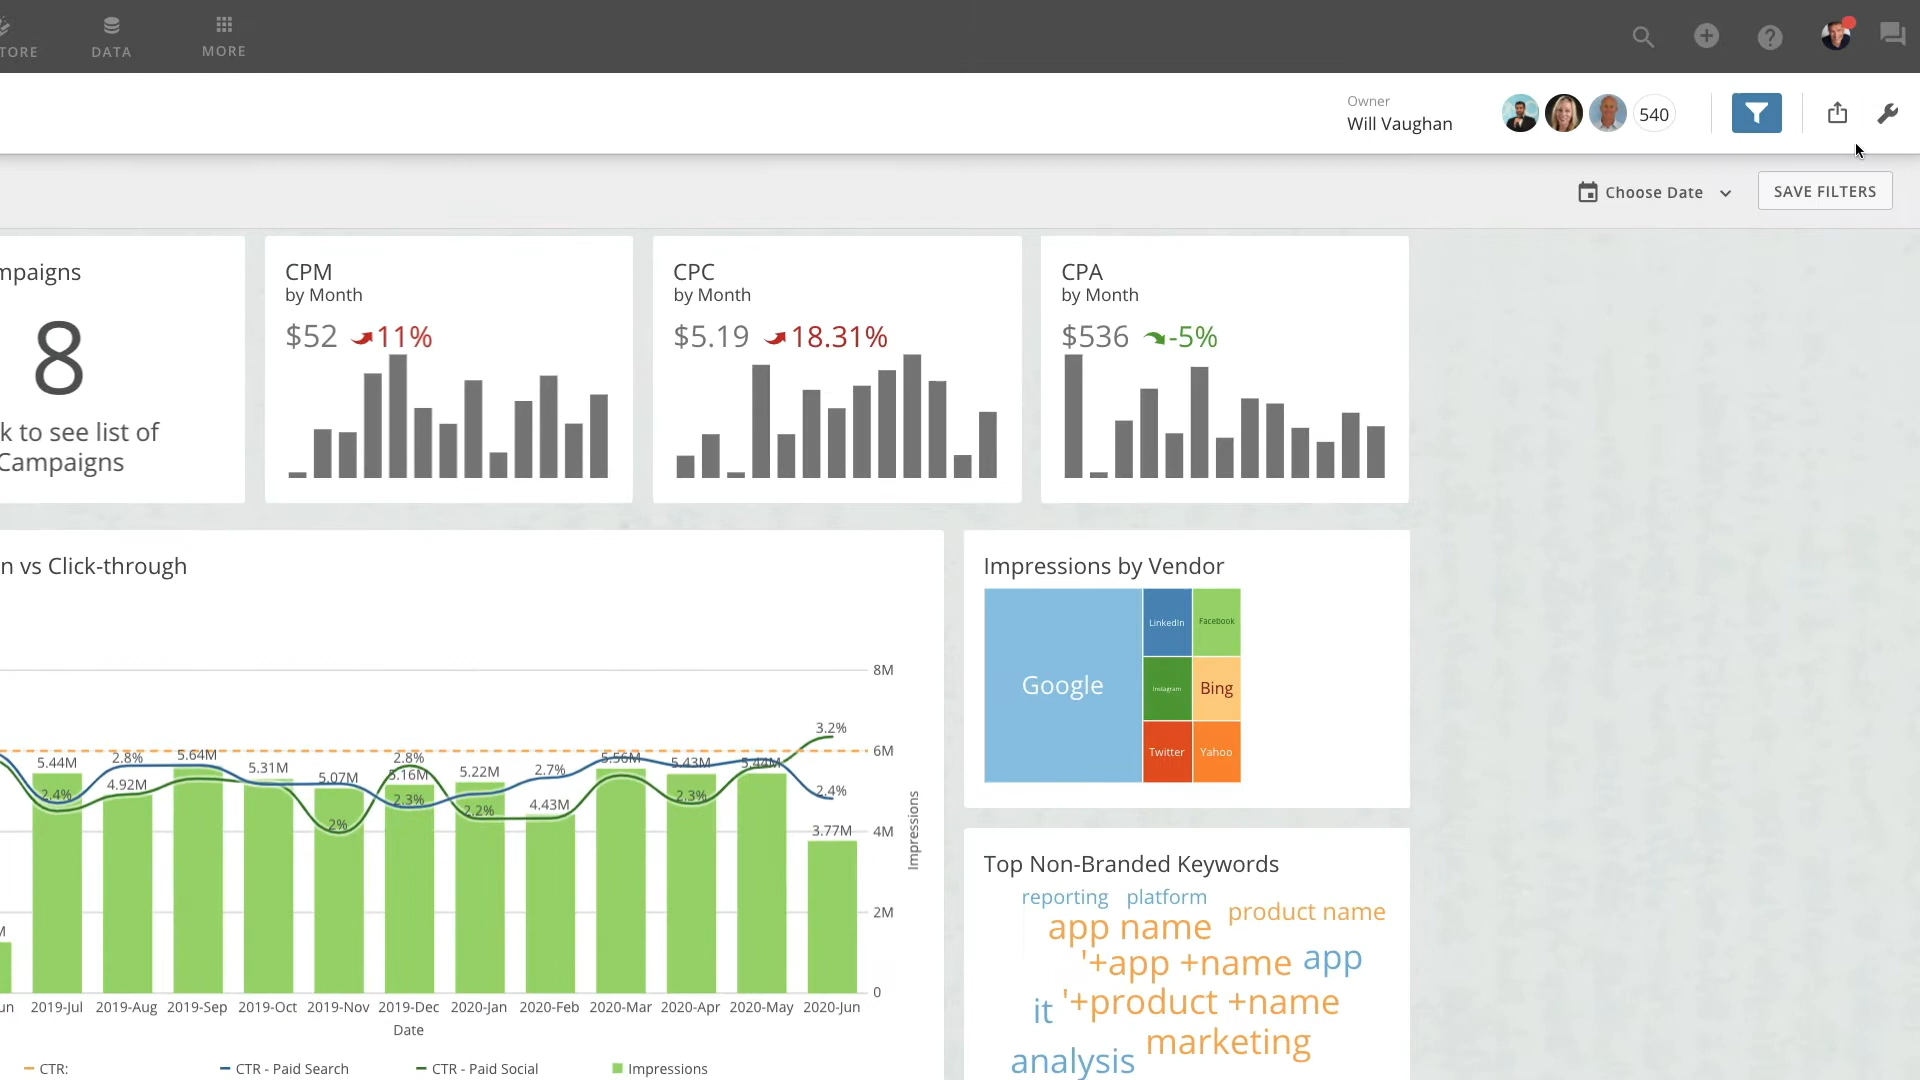 TORE
DATA
MORE
Owner
Will Vaughan
540
Choose Date
SAVE FILTERS
mpaigns
8
k to see list of
Campaigns
CPM
by Month
$52 11%
CPC
by Month
$5.19 18.31%
CPA
by Month
$536 -5%
n vs Click-through
8M
6M
4M
2M
0
Impressions
3.2%
5.44M
2.8%
5.64M
5.31M
5.07M
2.8%
5.16M
5.22M
2.7%
5.56M
5.43M
5.44M
2.4%
4.92M
2.4%
2.3%
2.2%
4.43M
2.3%
2%
3.77M
M
un
2019-Jul
2019-Aug
2019-Sep
2019-Oct
2019-Nov
2019-Dec
2020-Jan
2020-Feb
2020-Mar
2020-Apr
2020-May
2020-Jun
Date
CTR:
CTR - Paid Search
CTR - Paid Social
Impressions
Impressions by Vendor
Google
LinkedIn
Facebook
Instagram
Bing
Twitter
Yahoo
Top Non-Branded Keywords
reporting platform
product name
app name
'+app +name app
it '+product +name
marketing
analysis